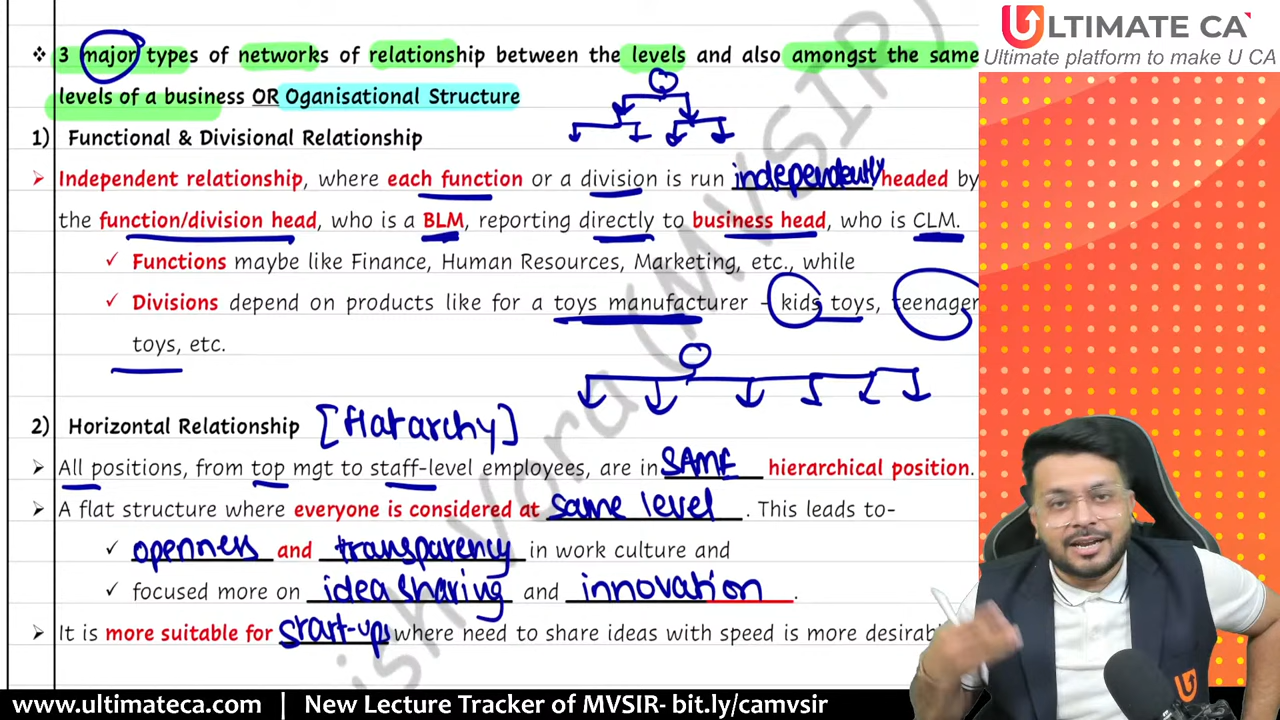 ULTIMATE CA
Ultimate platform to make U CA
❖ 3 major types of networks of relationship between the levels and also amongst the same
levels of a business OR Oganisational Structure
1) Functional & Divisional Relationship
➢ Independent relationship, where each function or a division is run independently headed by
the function/division head, who is a BLM, reporting directly to business head, who is CLM.
✓ Functions maybe like Finance, Human Resources, Marketing, etc., while
✓ Divisions depend on products like for a toys manufacturer - kids toys, teenager
toys, etc.
2) Horizontal Relationship [Flatarchy]
➢ All positions, from top mgt to staff-level employees, are in SAME hierarchical position.
➢ A flat structure where everyone is considered at same level. This leads to-
✓ openness and transparency in work culture and
✓ focused more on idea sharing and innovation.
➢ It is more suitable for start-ups where need to share ideas with speed is more
www.ultimateca.com | New Lecture Tracker of MVSIR- bit.ly/camvsir